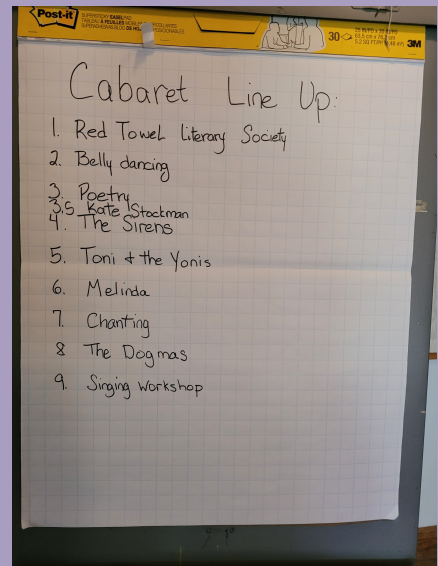 Post-it
30
3M
Cabaret Line Up:
1. Red Towel Literary Society
2. Belly dancing
3. Poetry
3.5 Kate Stockman
4. The Sirens
5. Toni & the Yonis
6. Melinda
7. Chanting
8 The Dogmas
9. Singing Workshop